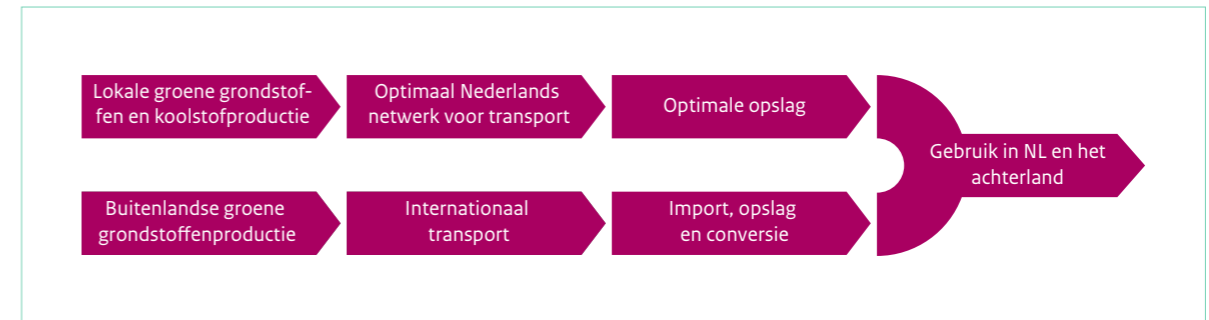 Lokale groene grondstof-
fen en koolstofproductie
Optimaal Nederlands
netwerk voor transport
Optimale opslag
Buitenlandse groene
grondstoffenproductie
Internationaal
transport
Import, opslag
en conversie
Gebruik in NL en het
achterland